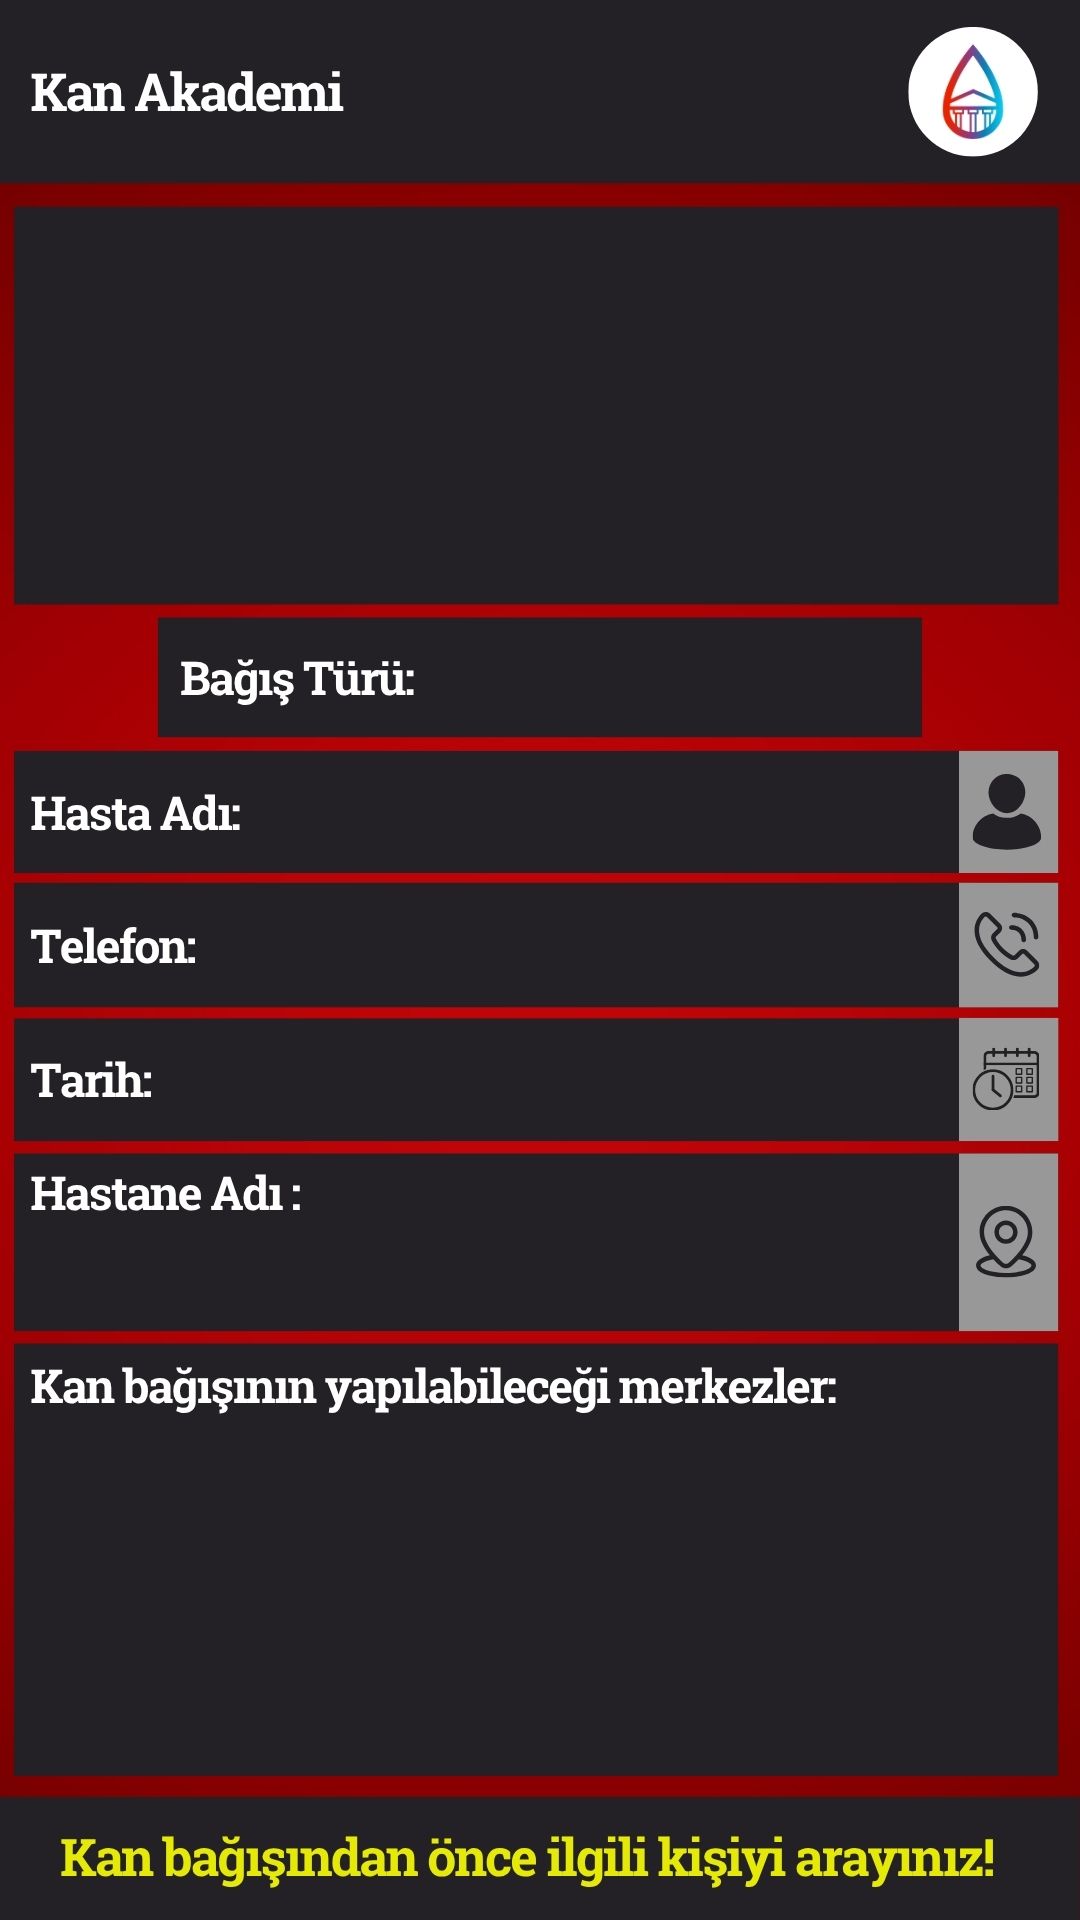 Kan Akademi
Bağış Türü:
Hasta Adı:
Telefon:
Tarih:
Hastane Adı :
Kan bağışının yapılabileceği merkezler:
Kan bağışından önce ilgili kişiyi arayınız!